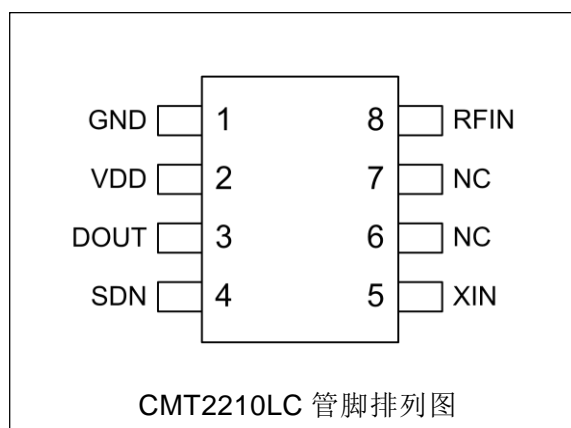 GND 1 8 RFIN
VDD 2 7 NC
DOUT 3 6 NC
SDN 4 5 XIN
CMT2210LC 管脚排列图